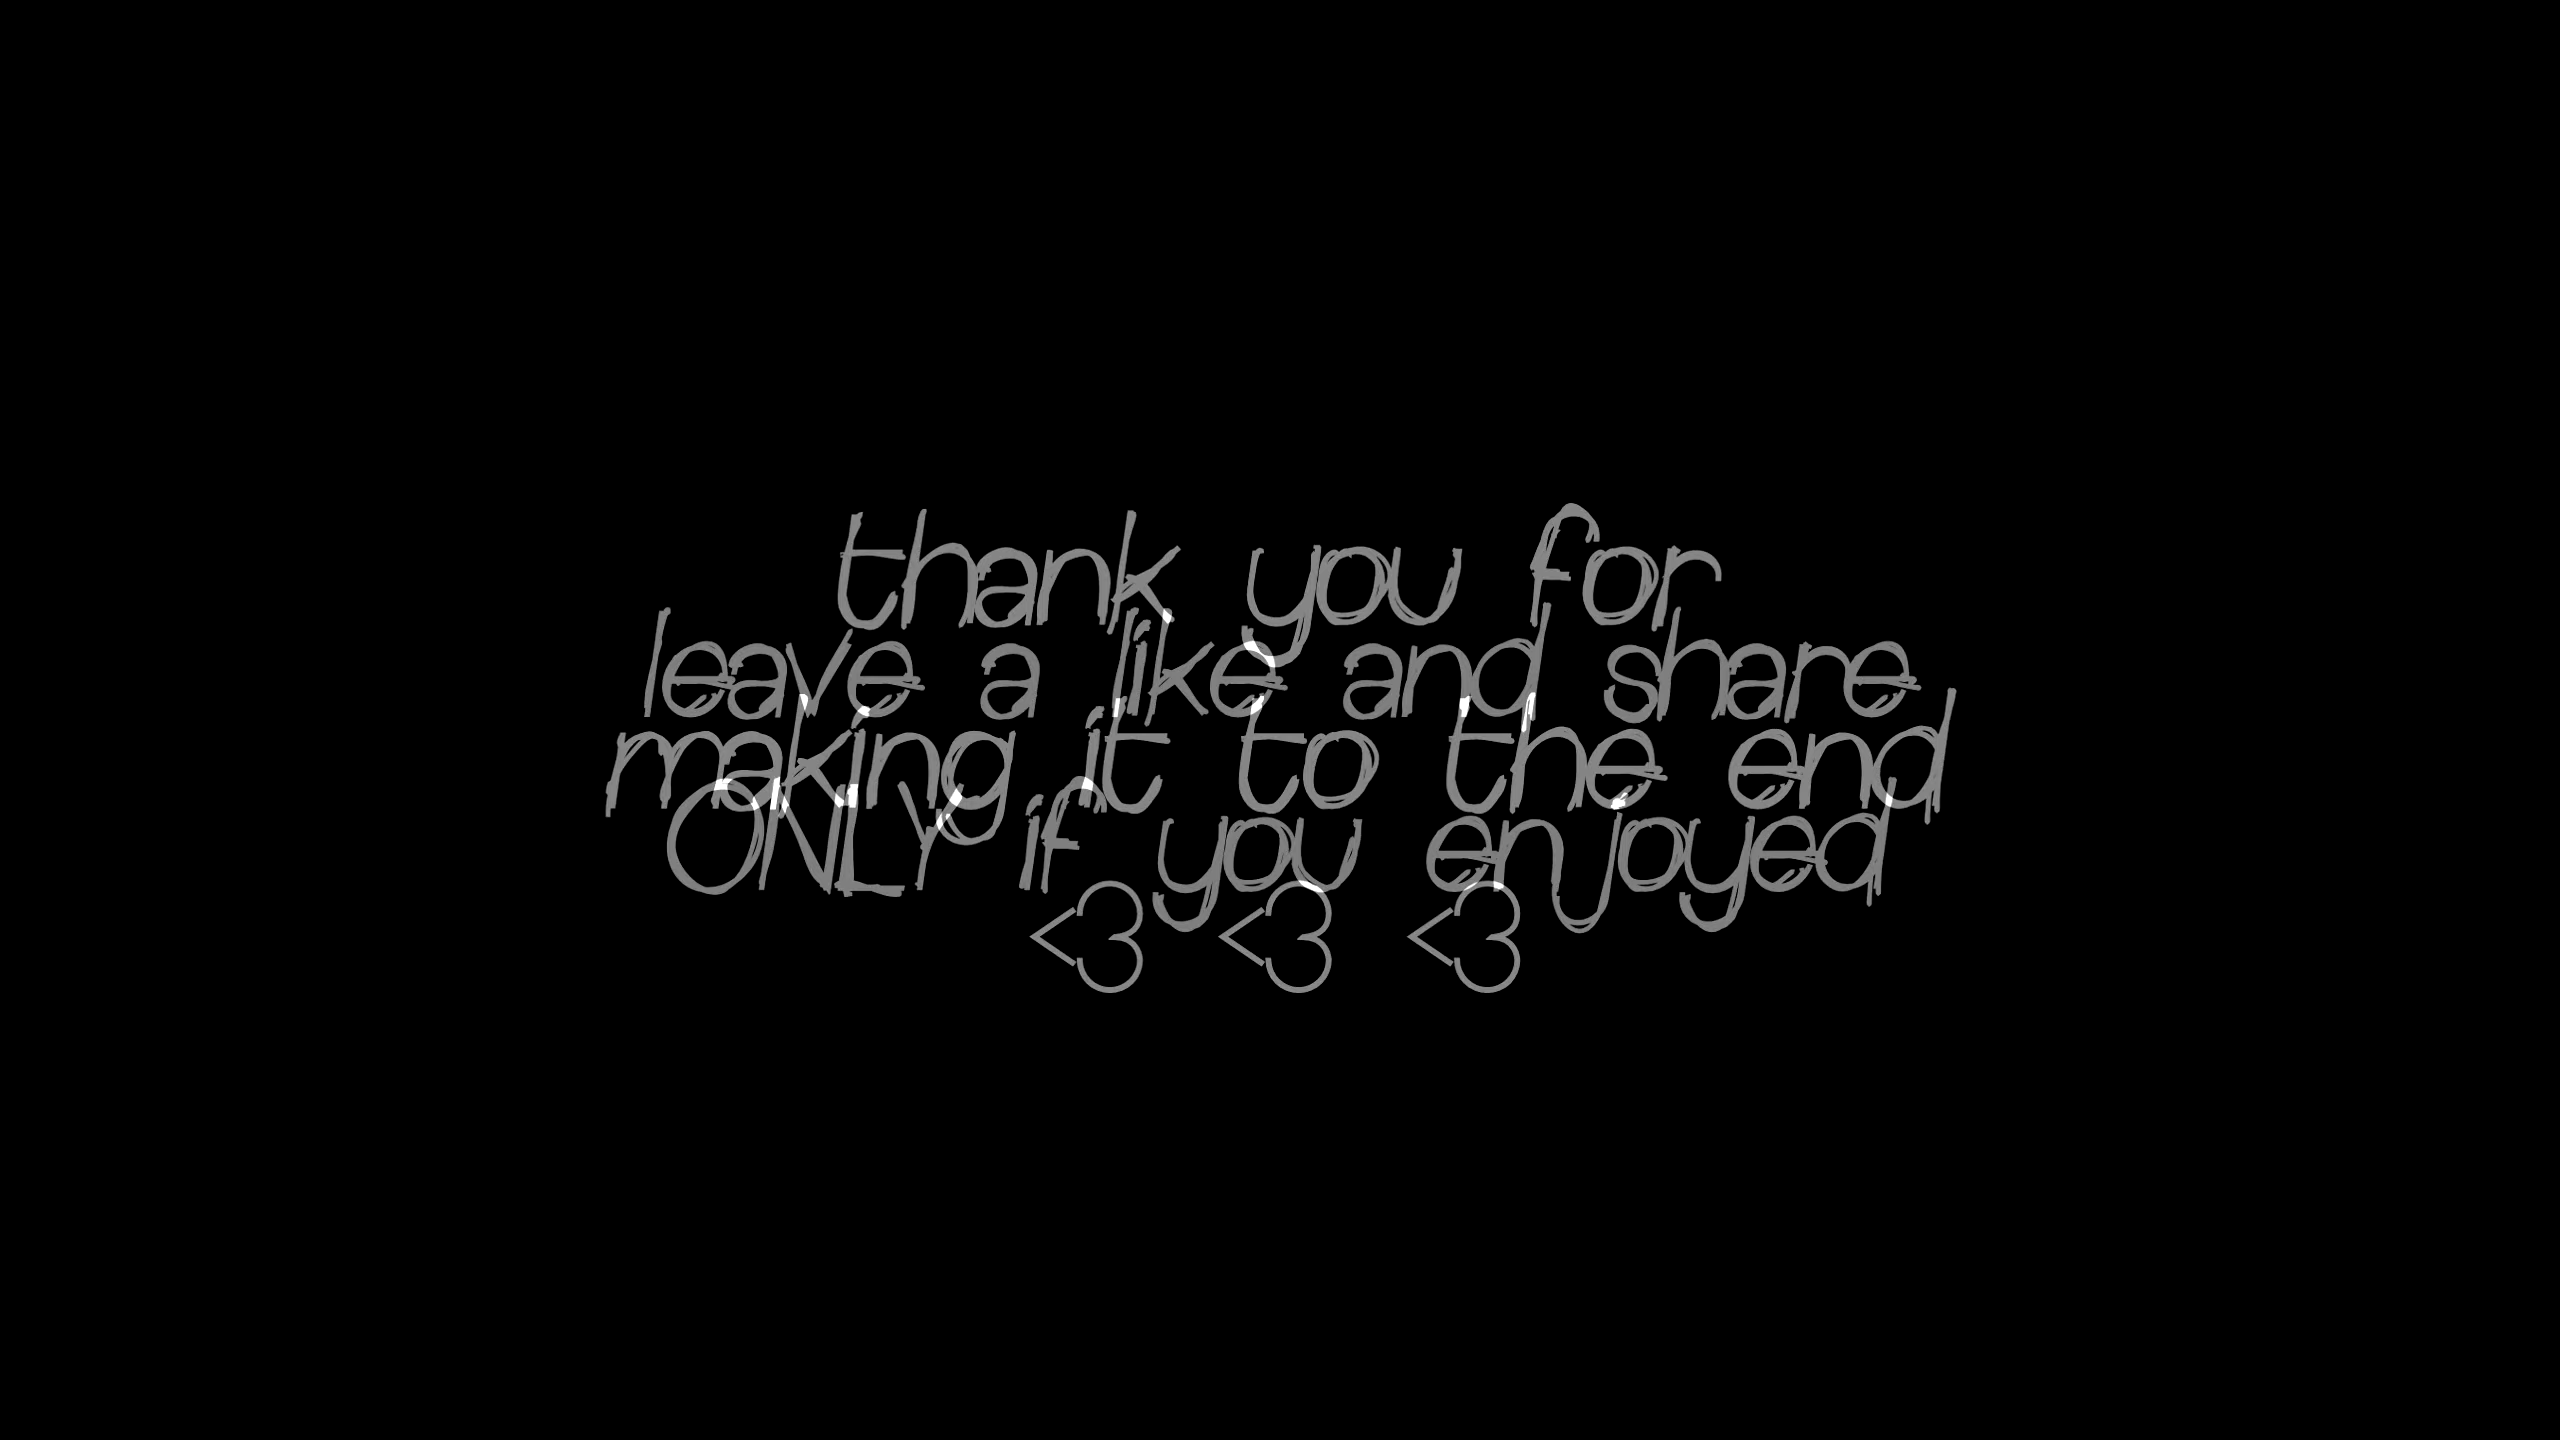 thank you for
leave a like and share
making it to the end
ONLY if you enjoyed
<3 <3 <3